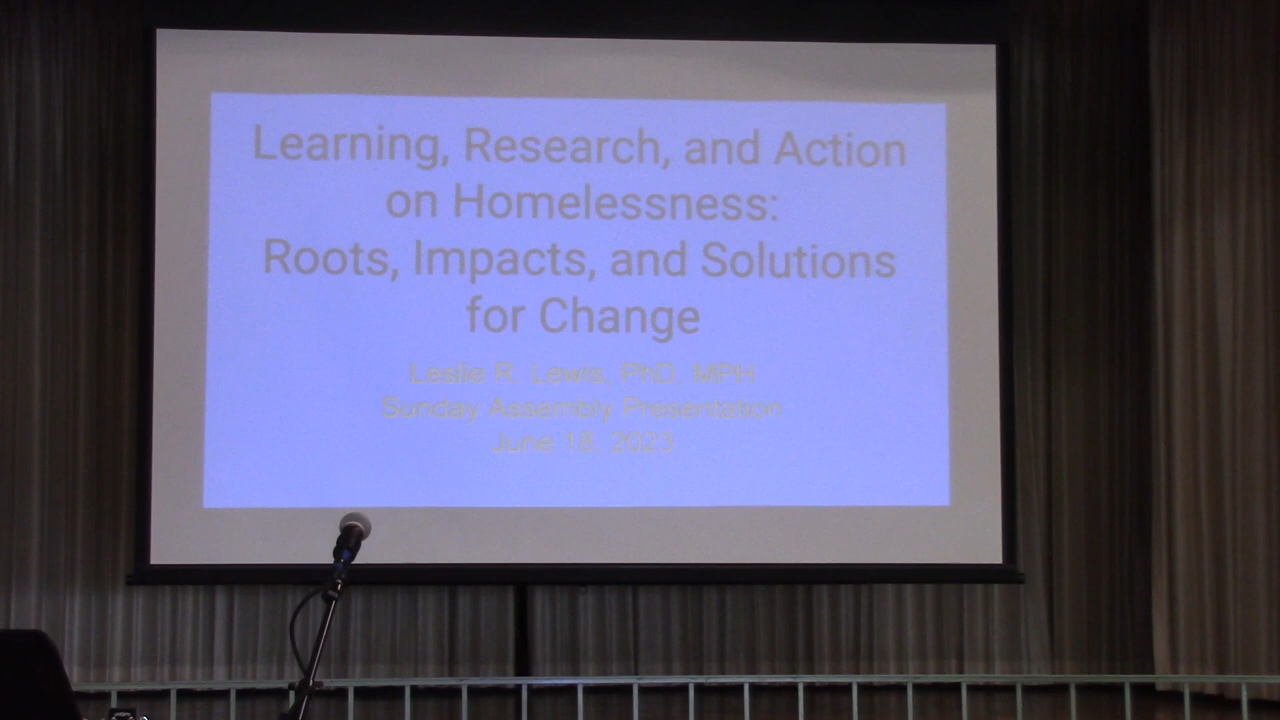 Learning, Research, and Action
on Homelessness:
Roots, Impacts, and Solutions
for Change
Leslie R. Lewis, PhD, MPH
Sunday Assembly Presentation
June 18, 2023